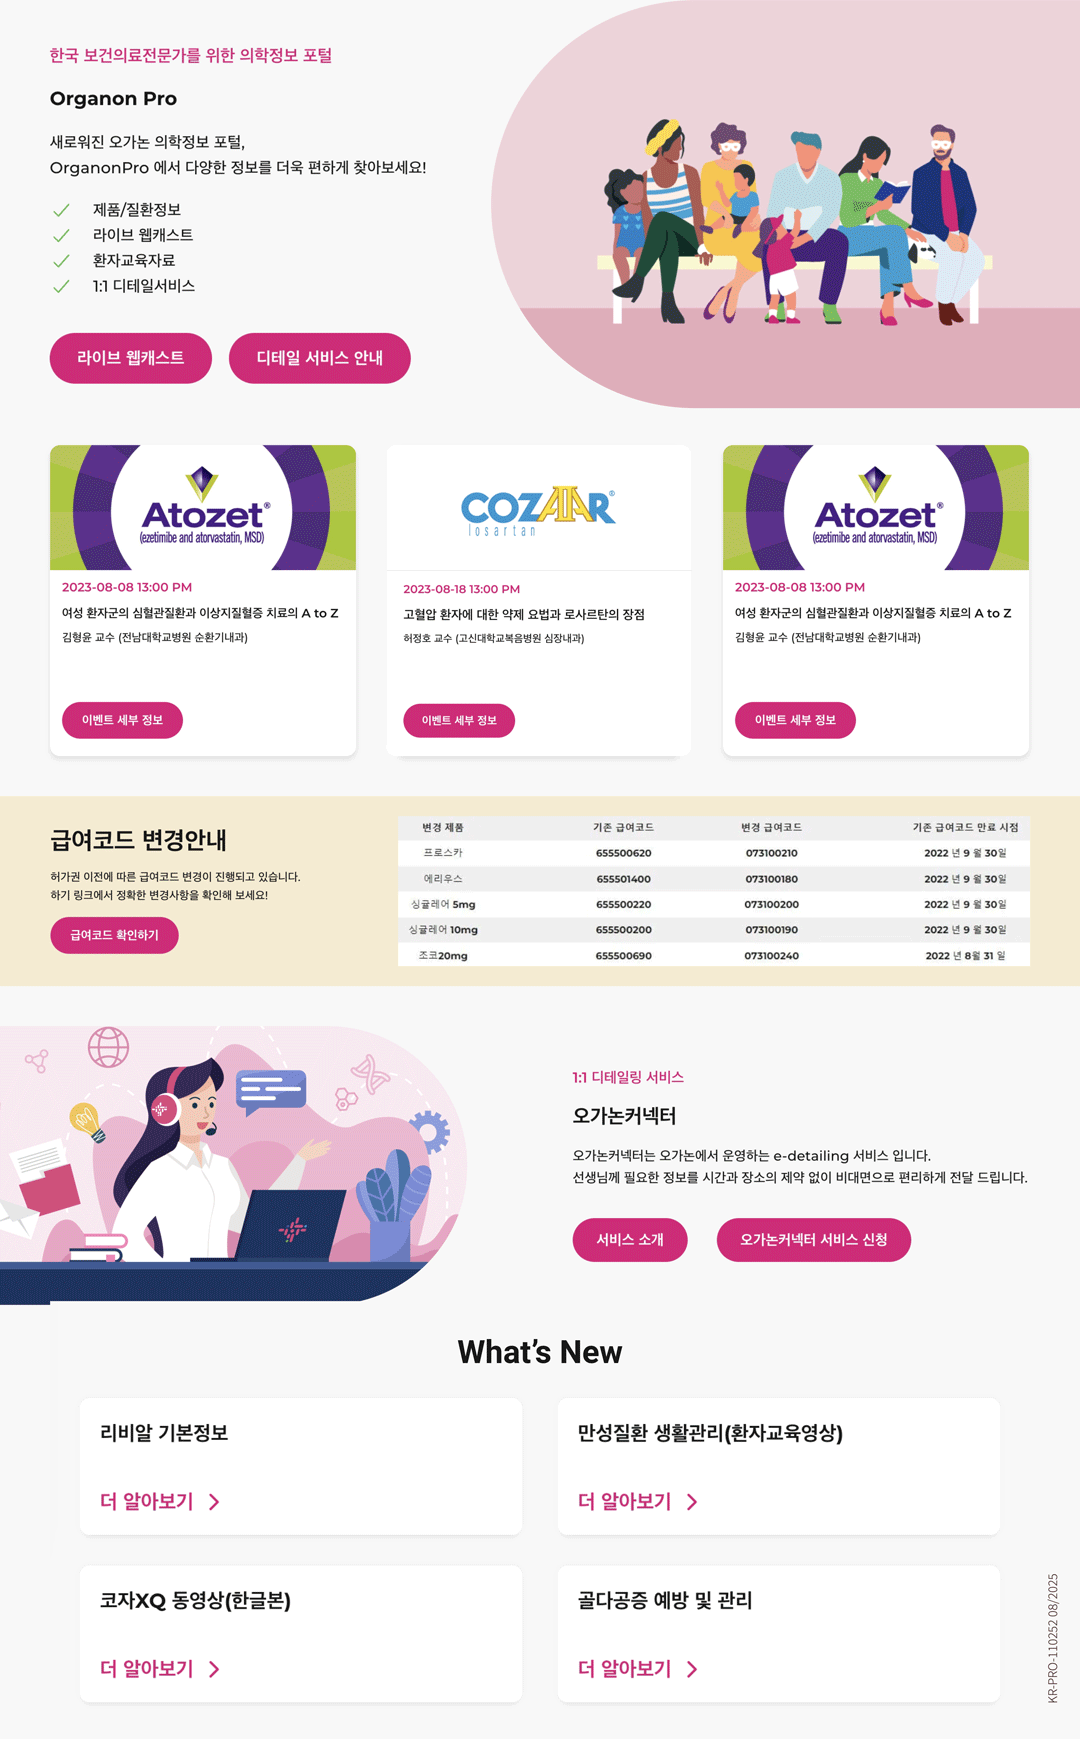 한국 보건의료전문가를 위한 의학정보 포털
Organon Pro
새로워진 오가논 의학정보 포털,
OrganonPro 에서 다양한 정보를 더욱 편하게 찾아보세요!
제품/질환정보
라이브 웹캐스트
환자교육자료
1:1 디테일서비스
라이브 웹캐스트
디테일 서비스 안내
Atozet®
(ezetimibe and atorvastatin, MSD)
2023-08-08 13:00 PM
여성 환자군의 심혈관질환과 이상지질혈증 치료의 A to Z
김형윤 교수 (전남대학교병원 순환기내과)
이벤트 세부 정보
COZAAR®
losartan
2023-08-18 13:00 PM
고혈압 환자에 대한 약제 요법과 로사르탄의 장점
허정호 교수 (고신대학교복음병원 심장내과)
이벤트 세부 정보
Atozet®
(ezetimibe and atorvastatin, MSD)
2023-08-08 13:00 PM
여성 환자군의 심혈관질환과 이상지질혈증 치료의 A to Z
김형윤 교수 (전남대학교병원 순환기내과)
이벤트 세부 정보
급여코드 변경안내
허가권 이전에 따른 급여코드 변경이 진행되고 있습니다.
하기 링크에서 정확한 변경사항을 확인해 보세요!
급여코드 확인하기
변경 제품 기존 급여코드 변경 급여코드 기존 급여코드 만료 시점
프로스카 655500620 073100210 2022 년 9 월 30일
에리우스 655501400 073100180 2022 년 9 월 30일
싱귤레어 5mg 655500220 073100200 2022 년 9 월 30일
싱귤레어 10mg 655500200 073100190 2022 년 9 월 30일
조코20mg 655500690 073100240 2022 년 8월 31 일
1:1 디테일링 서비스
오가논커넥터
오가논커넥터는 오가논에서 운영하는 e-detailing 서비스 입니다.
선생님께 필요한 정보를 시간과 장소의 제약 없이 비대면으로 편리하게 전달 드립니다.
서비스 소개
오가논커넥터 서비스 신청
What's New
리비알 기본정보
더 알아보기
만성질환 생활관리(환자교육영상)
더 알아보기
코자XQ 동영상(한글본)
더 알아보기
골다공증 예방 및 관리
더 알아보기
KR-PRO-110252 08/2025